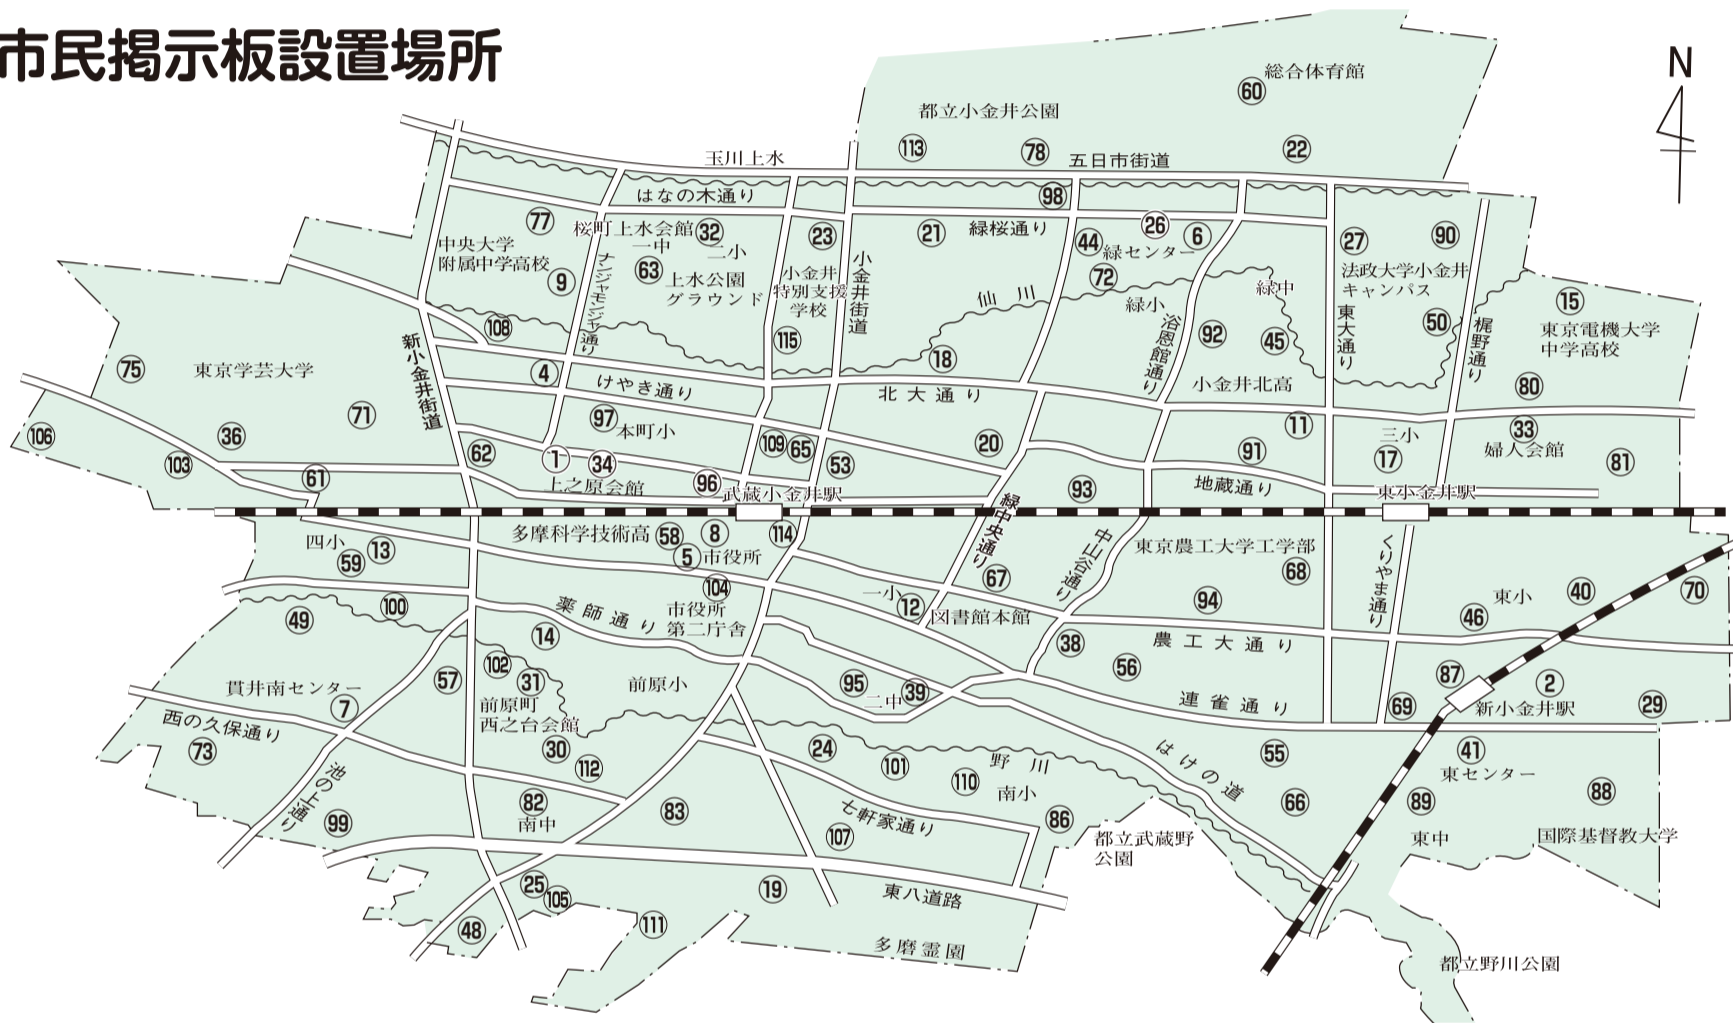 市民掲示板設置場所
N
総合体育館
60
都立小金井公園
113
78
22
玉川上水
五日市街道
はなの木通り
98
77
桜町上水会館
32
23
21
緑桜通り
26
44
6
緑センター
72
27
90
中央大学
附属中学高校
9
一中
63
二小
上水公園
グラウンド
ナンジャモンジャ通り
小金井
特別支援
学校
小金井街道
仙川
緑小
緑中
浴恩館通り
92
45
東大通り
法政大学小金井
キャンパス
50
梶野通り
15
東京電機大学
中学高校
108
新小金井街道
115
18
75
東京学芸大学
4
けやき通り
北大通り
小金井北高
80
71
97
本町小
106
36
103
61
62
1
34
上之原会館
96
109
65
53
20
11
91
三小
17
33
婦人会館
81
武蔵小金井駅
93
地蔵通り
東小金井駅
四小
13
59
多摩科学技術高
58
8
5
市役所
114
緑中央通り
中山谷通り
東京農工大学工学部
68
くりやま通り
67
104
一小
12
図書館本館
94
東小
46
40
70
49
100
薬師通り
14
市役所
第二庁舎
38
56
農工大通り
57
102
31
前原町
西之台会館
30
112
前原小
95
二中
39
連雀通り
87
69
2
新小金井駅
29
貫井南センター
7
西の久保通り
73
24
101
野川
110
南小
はけの道
55
41
東センター
池の上通り
99
82
南中
83
七軒家通り
107
86
都立武蔵野
公園
66
89
東中
88
国際基督教大学
25
105
48
111
19
東八道路
多磨霊園
都立野川公園